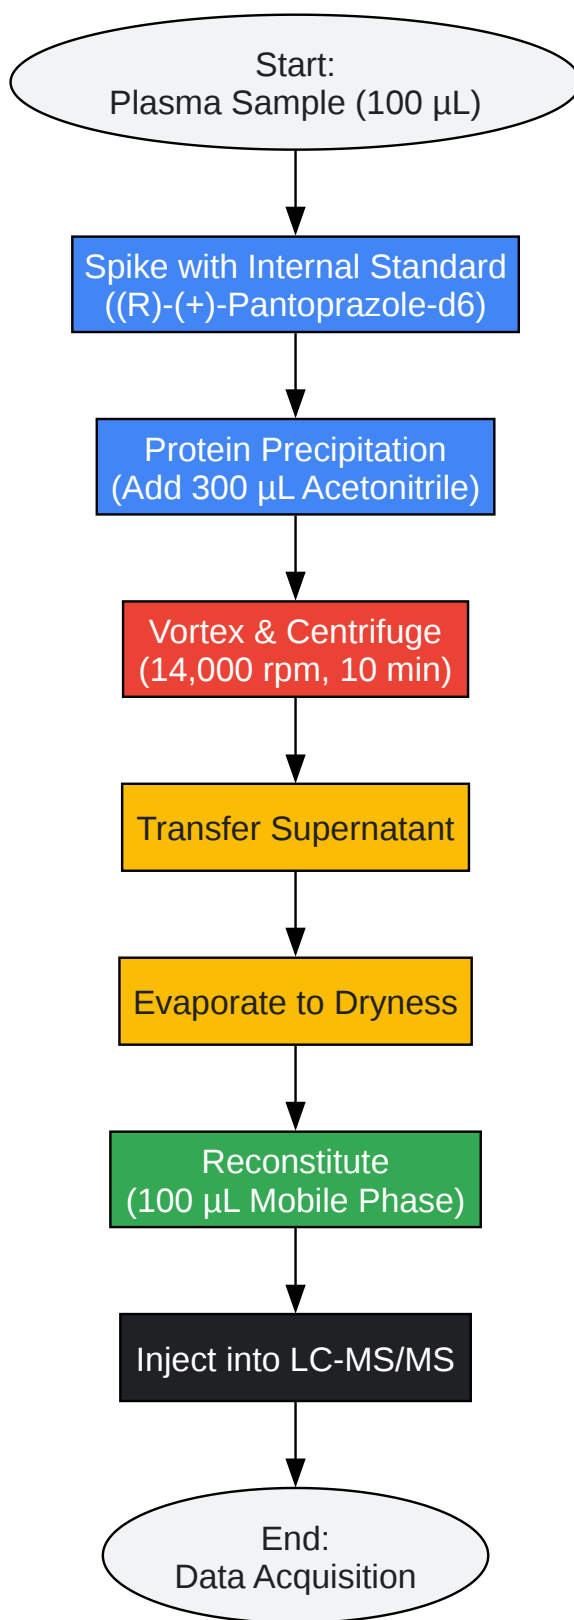 Start:
Plasma Sample (100 µL)
Spike with Internal Standard
((R)-(+)-Pantoprazole-d6)
Protein Precipitation
(Add 300 µL Acetonitrile)
Vortex & Centrifuge
(14,000 rpm, 10 min)
Transfer Supernatant
Evaporate to Dryness
Reconstitute
(100 µL Mobile Phase)
Inject into LC-MS/MS
End:
Data Acquisition